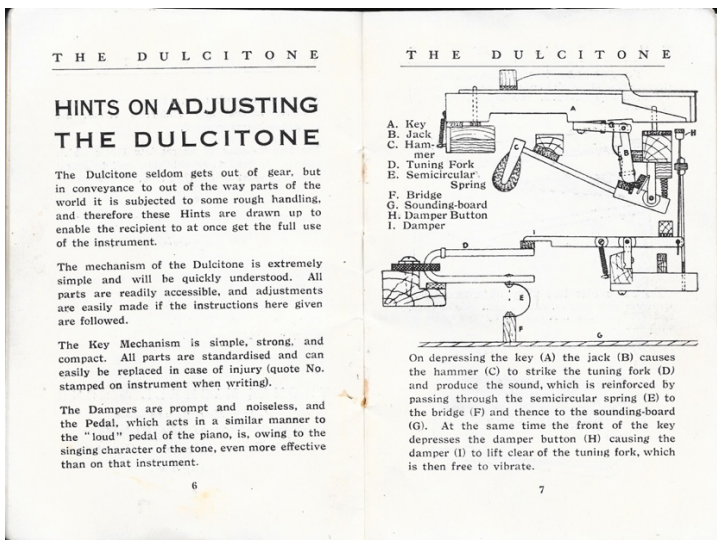 THE DULCITONE
HINTS ON ADJUSTING
THE DULCITONE
The Dulcitone seldom gets out of gear, but
in conveyance to out of the way parts of the
world it is subjected to some rough handling,
and therefore these Hints are drawn up to
enable the recipient to at once get the full use
of the instrument.
The mechanism of the Dulcitone is extremely
simple and will be quickly understood. All
parts are readily accessible, and adjustments
are easily made if the instructions here given
are followed.
The Key Mechanism is simple, strong, and
compact. All parts are standardised and can
easily be replaced in case of injury (quote No.
stamped on instrument when writing).
The Dampers are prompt and noiseless, and
the Pedal, which acts in a similar manner to
the "loud" pedal of the piano, is, owing to the
singing character of the tone, even more effective
than on that instrument.
6
THE DULCITONE
A. Key
B. Jack
C. Ham-
mer
D. Tuning Fork
E. Semicircular
Spring
F. Bridge
G. Sounding-board
H. Damper Button
I. Damper
A
H
C
B
I
D
E
F
G
On depressing the key (A) the jack (B) causes
the hammer (C) to strike the tuning fork (D)
and produce the sound, which is reinforced by
passing through the semicircular spring (E) to
the bridge (F) and thence to the sounding-board
(G). At the same time the front of the key
depresses the damper button (H) causing the
damper (I) to lift clear of the tuning fork, which
is then free to vibrate.
7